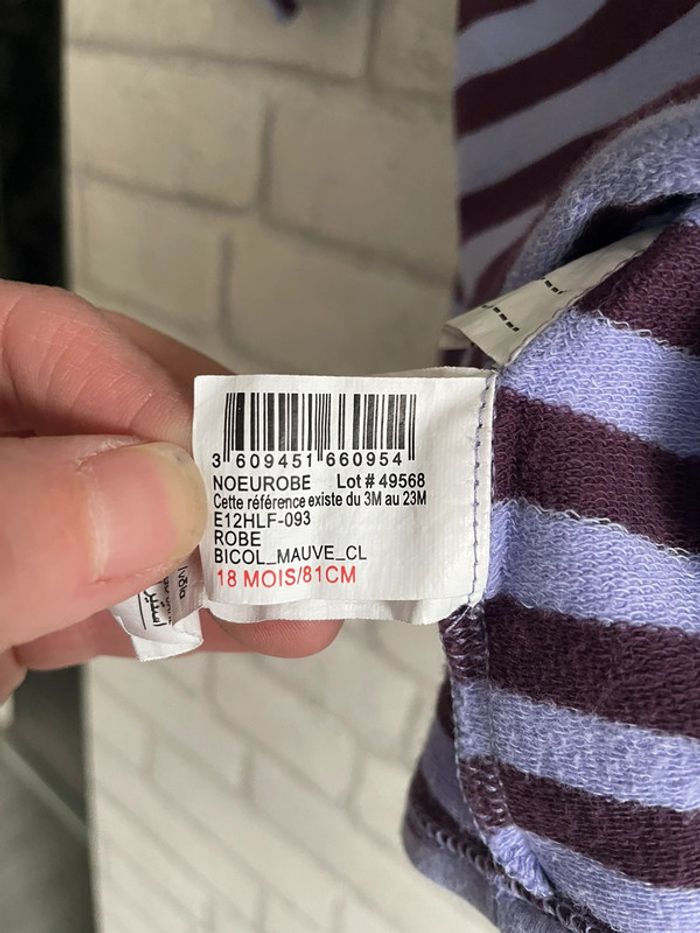 3 609451 660954
NOEUROBE Lot # 49568
Cette référence existe du 3M au 23M
E12HLF-093
ROBE
BICOL_MAUVE_CL
18 MOIS/81CM